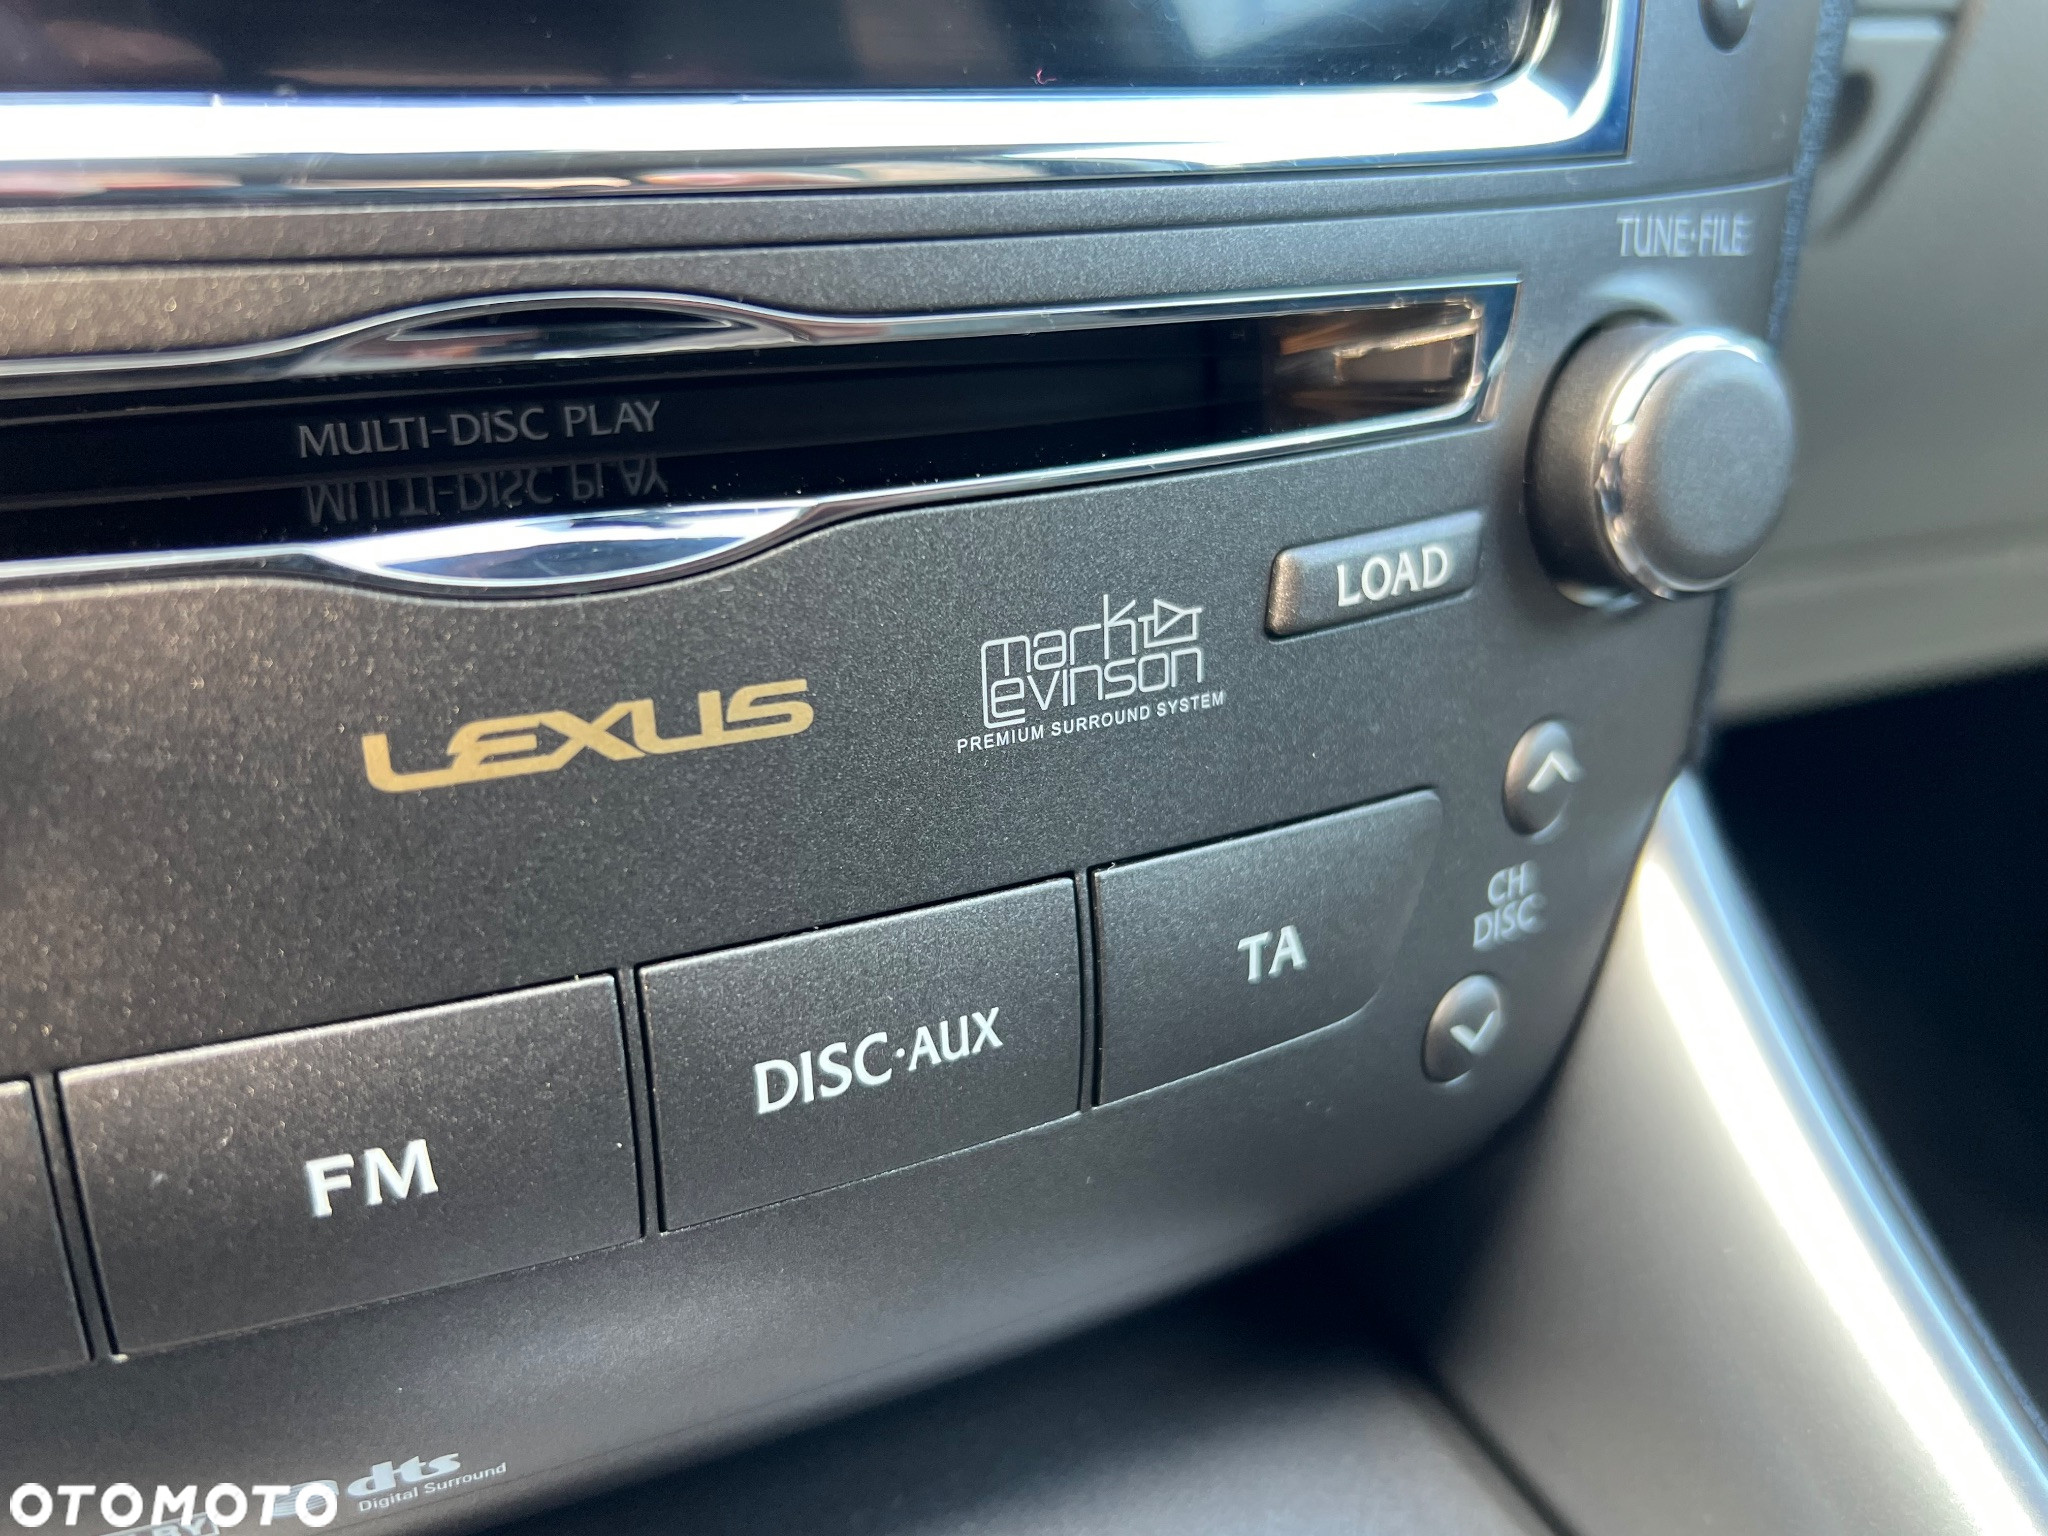 TUNE·FILE
MULTI-DISC PLAY
LOAD
mark
Levinson
PREMIUM SURROUND SYSTEM
LEXUS
CH
DISC
TA
DISC·AUX
FM
dts
Digital Surround
OTOMOTO